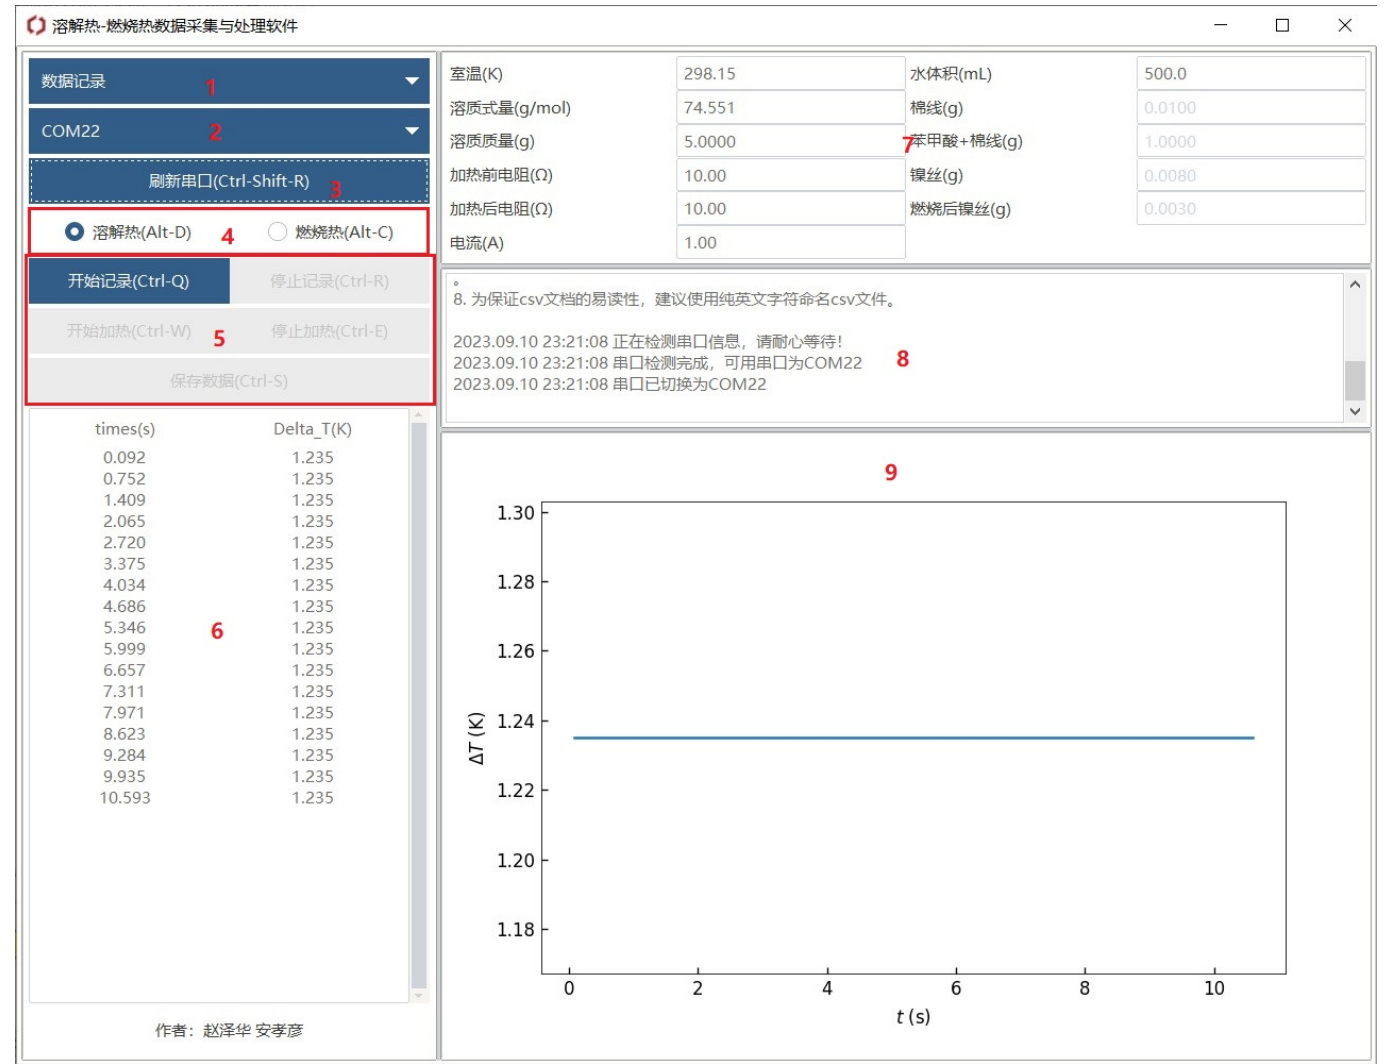 溶解热-燃烧热数据采集与处理软件
数据记录 1
COM22 2
刷新串口(Ctrl-Shift-R) 3
溶解热(Alt-D) 4 燃烧热(Alt-C)
开始记录(Ctrl-Q) 停止记录(Ctrl-R)
开始加热(Ctrl-W) 5 停止加热(Ctrl-E)
保存数据(Ctrl-S)
times(s) Delta_T(K)
0.092 1.235
0.752 1.235
1.409 1.235
2.065 1.235
2.720 1.235
3.375 1.235
4.034 1.235
4.686 1.235
5.346 6 1.235
5.999 1.235
6.657 1.235
7.311 1.235
7.971 1.235
8.623 1.235
9.284 1.235
9.935 1.235
10.593 1.235
作者：赵泽华 安孝彦
室温(K) 298.15 水体积(mL) 500.0
溶质式量(g/mol) 74.551 棉线(g) 0.0100
溶质质量(g) 5.0000 7 苯甲酸+棉线(g) 1.0000
加热前电阻(Ω) 10.00 镍丝(g) 0.0080
加热后电阻(Ω) 10.00 燃烧后镍丝(g) 0.0030
电流(A) 1.00
。
8. 为保证csv文档的易读性，建议使用纯英文字符命名csv文件。
2023.09.10 23:21:08 正在检测串口信息，请耐心等待！
2023.09.10 23:21:08 串口检测完成，可用串口为COM22 8
2023.09.10 23:21:08 串口已切换为COM22
9
1.30
1.28
1.26
1.24
1.22
1.20
1.18
ΔT (K)
0 2 4 6 8 10
t (s)